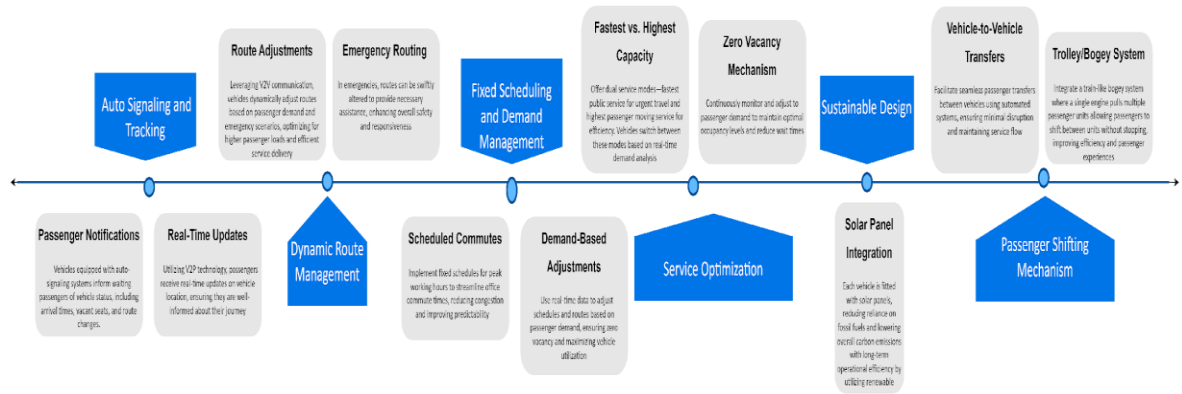 Auto Signaling and
Tracking
Passenger Notifications
Vehicles equipped with auto-
signaling systems inform waiting
passengers of vehicle status, including
arrival times, vacant seats, and route
changes.
Real-Time Updates
Utilizing V2P technology, passengers
receive real-time updates on vehicle
location, ensuring they are well-
informed about their journey
Route Adjustments
Leveraging V2V communication,
vehicles dynamically adjust routes
based on passenger demand and
emergency scenarios, optimizing for
higher passenger loads and efficient
service delivery
Emergency Routing
In emergencies, routes can be swiftly
altered to provide necessary
assistance, enhancing overall safety
and responsiveness
Dynamic Route
Management
Fixed Scheduling
and Demand
Management
Scheduled Commutes
Implement fixed schedules for peak
working hours to streamline office
commute times, reducing congestion
and improving predictability
Demand-Based
Adjustments
Use real-time data to adjust
schedules and routes based on
passenger demand, ensuring zero
vacancy and maximizing vehicle
utilization
Fastest vs. Highest
Capacity
Offer dual service modes—fastest
public service for urgent travel and
highest passenger moving service for
efficiency. Vehicles switch between
these modes based on real-time
demand analysis
Zero Vacancy
Mechanism
Continuously monitor and adjust to
passenger demand to maintain optimal
occupancy levels and reduce wait times
Service Optimization
Sustainable Design
Solar Panel
Integration
Each vehicle is fitted
with solar panels,
reducing reliance on
fossil fuels and lowering
overall carbon emissions
with long-term
operational efficiency by
utilizing renewable
Vehicle-to-Vehicle
Transfers
Facilitate seamless passenger transfers
between vehicles using automated
systems, ensuring minimal disruption
and maintaining service flow
Trolley/Bogey System
Integrate a train-like bogey system
where a single engine pulls multiple
passenger units allowing passengers to
shift between units without stopping,
improving efficiency and passenger
experiences
Passenger Shifting
Mechanism